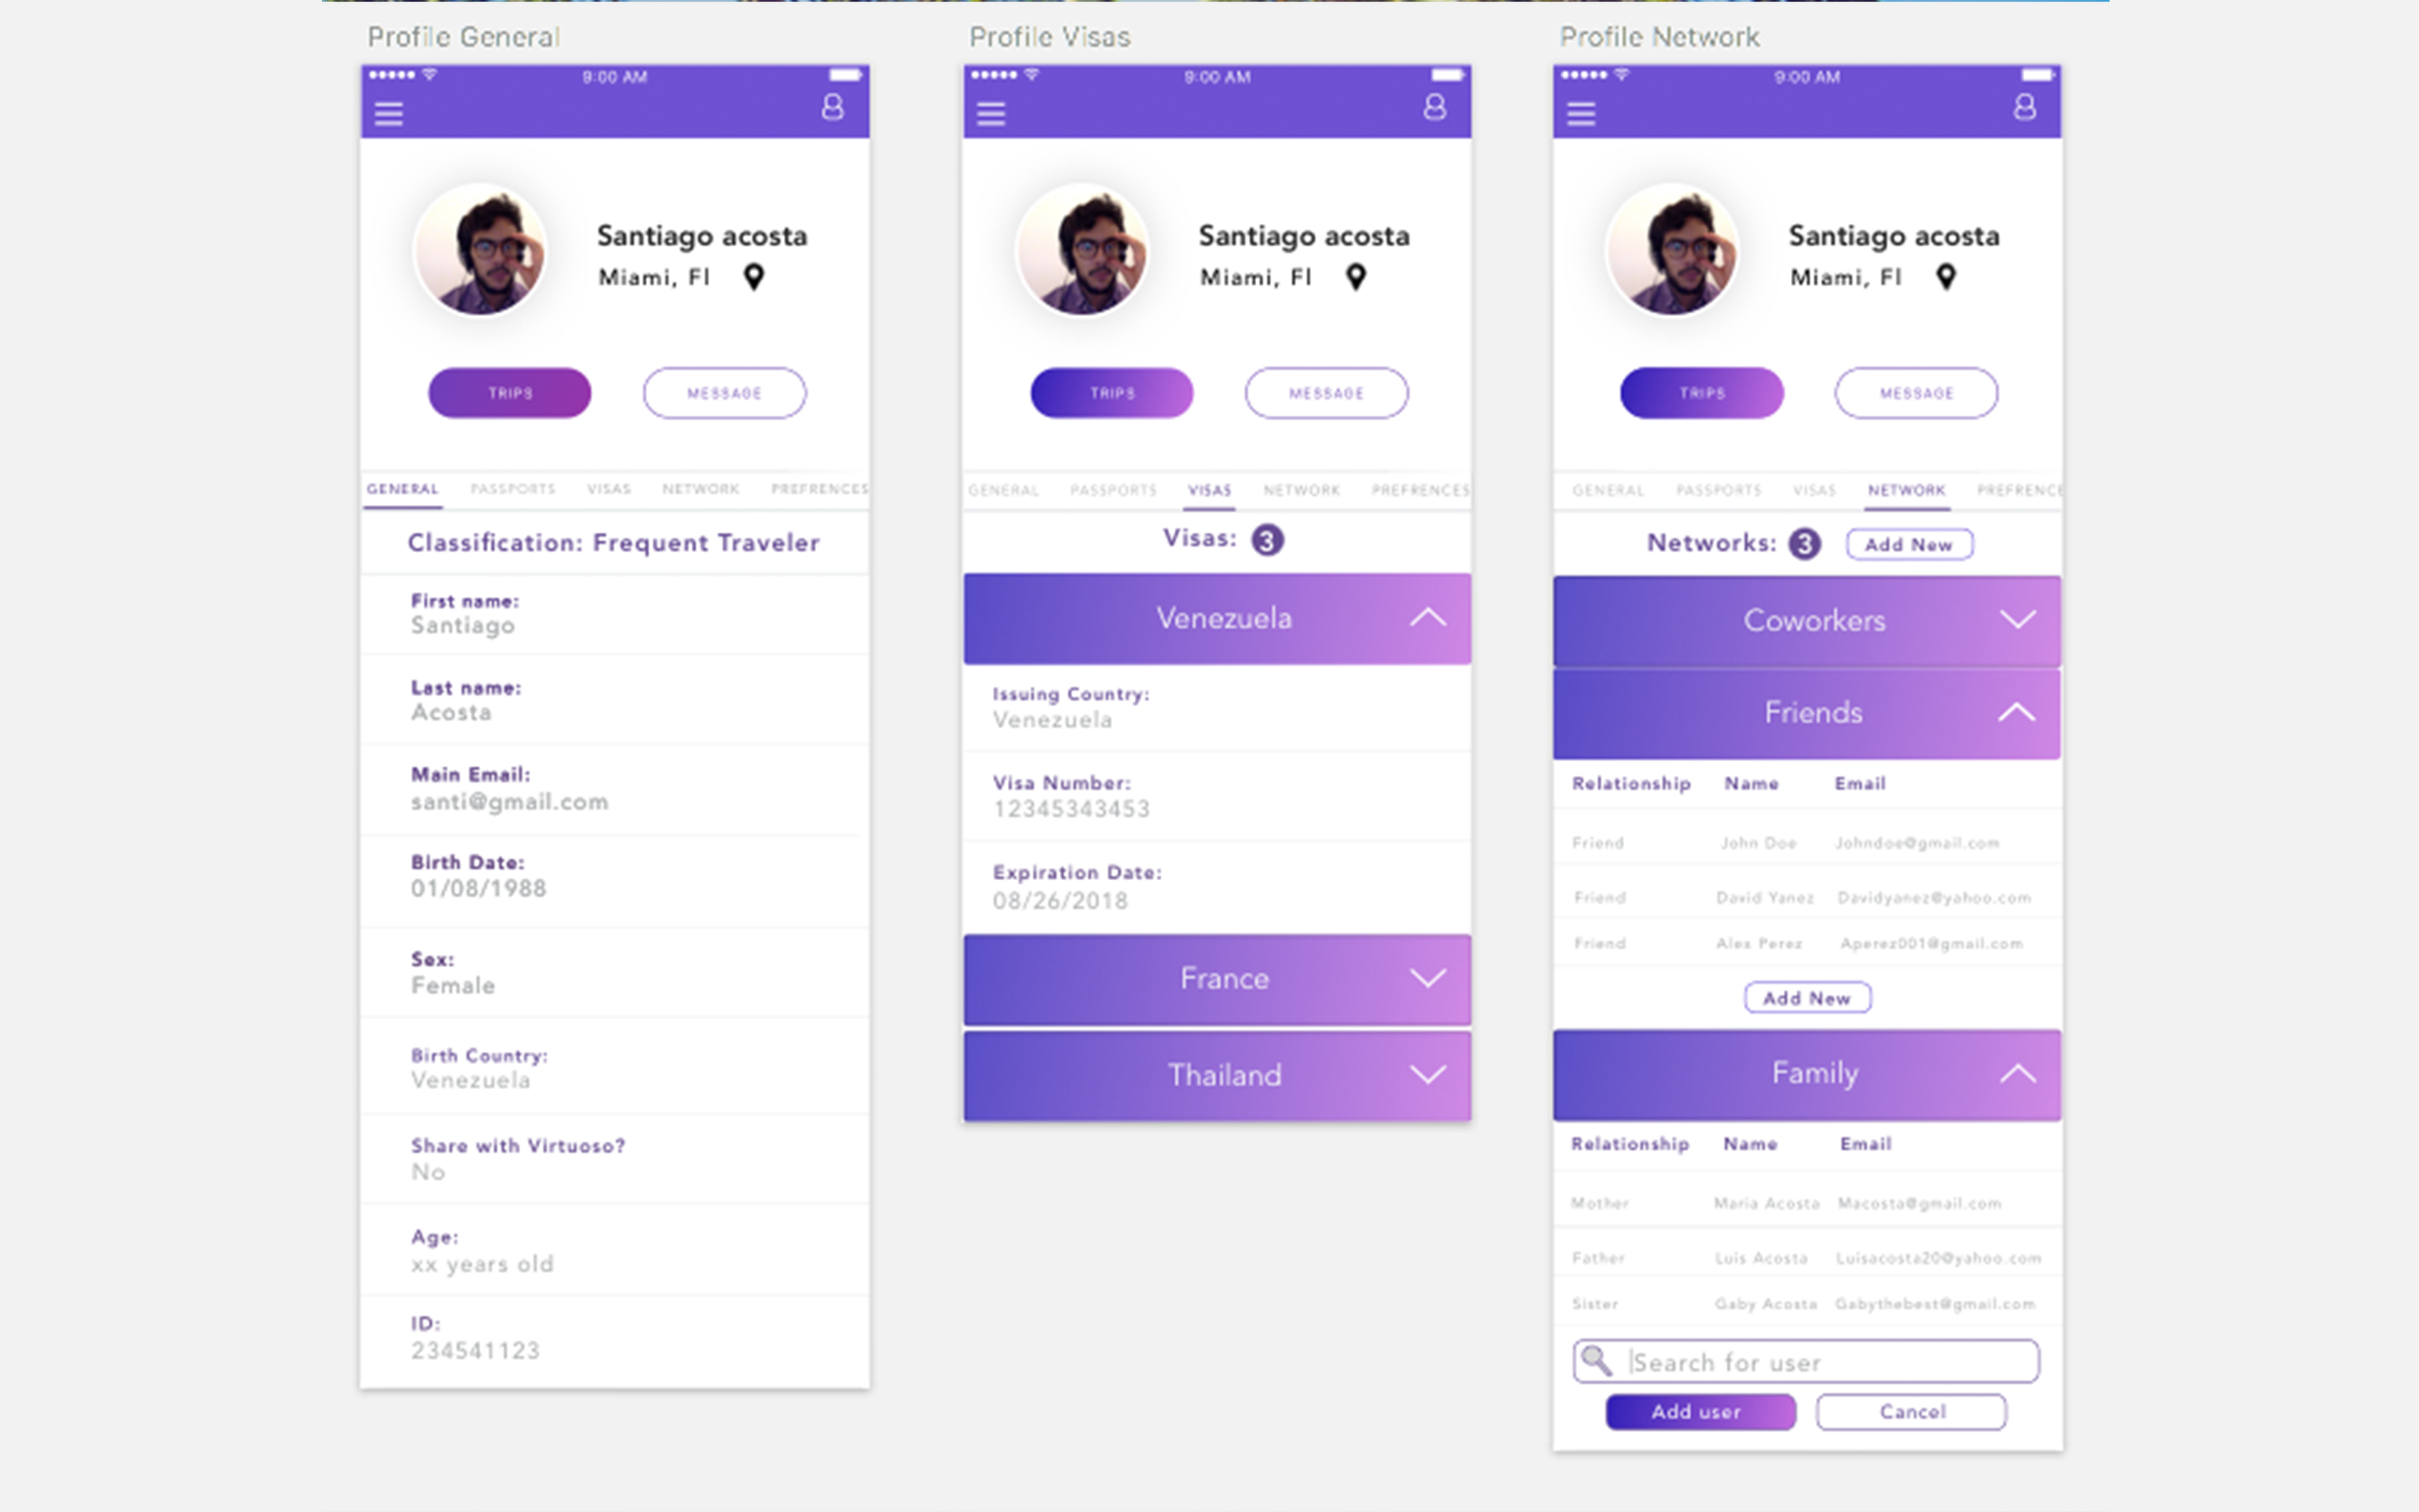 Profile General
9:00 AM
Santiago acosta
Miami, Fl
TRIPS
MESSAGE
GENERAL PASSPORTS VISAS NETWORK PREFRENCES
Classification: Frequent Traveler
First name:
Santiago
Last name:
Acosta
Main Email:
santi@gmail.com
Birth Date:
01/08/1988
Sex:
Female
Birth Country:
Venezuela
Share with Virtuoso?
No
Age:
xx years old
ID:
234541123
Profile Visas
9:00 AM
Santiago acosta
Miami, Fl
TRIPS
MESSAGE
GENERAL PASSPORTS VISAS NETWORK PREFRENCES
Visas: 3
Venezuela
Issuing Country:
Venezuela
Visa Number:
12345343453
Expiration Date:
08/26/2018
France
Thailand
Profile Network
9:00 AM
Santiago acosta
Miami, Fl
TRIPS
MESSAGE
GENERAL PASSPORTS VISAS NETWORK PREFRENCE
Networks: 3 Add New
Coworkers
Friends
Relationship Name Email
Friend John Doe Johndoe@gmail.com
Friend David Yanez Davidyanez@yahoo.com
Friend Alex Perez Aperez001@gmail.com
Add New
Family
Relationship Name Email
Mother Maria Acosta Macosta@gmail.com
Father Luis Acosta Luisacosta20@yahoo.com
Sister Gaby Acosta Gabythebest@gmail.com
Search for user
Add user Cancel